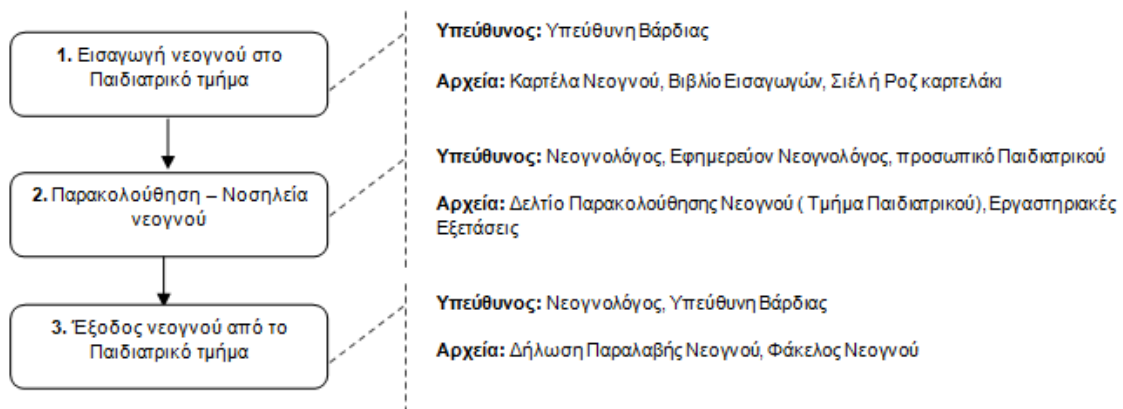 1. Εισαγωγή νεογνού στο
Παιδιατρικό τμήμα
Υπεύθυνος: Υπεύθυνη Βάρδιας
Αρχεία: Καρτέλα Νεογνού, Βιβλίο Εισαγωγών, Σιέλ ή Ροζ καρτελάκι
2. Παρακολούθηση – Νοσηλεία
νεογνού
Υπεύθυνος: Νεογνολόγος, Εφημερεύον Νεογνολόγος, προσωπικό Παιδιατρικού
Αρχεία: Δελτίο Παρακολούθησης Νεογνού ( Τμήμα Παιδιατρικού), Εργαστηριακές
Εξετάσεις
3. Έξοδος νεογνού από το
Παιδιατρικό τμήμα
Υπεύθυνος: Νεογνολόγος, Υπεύθυνη Βάρδιας
Αρχεία: Δήλωση Παραλαβής Νεογνού, Φάκελος Νεογνού